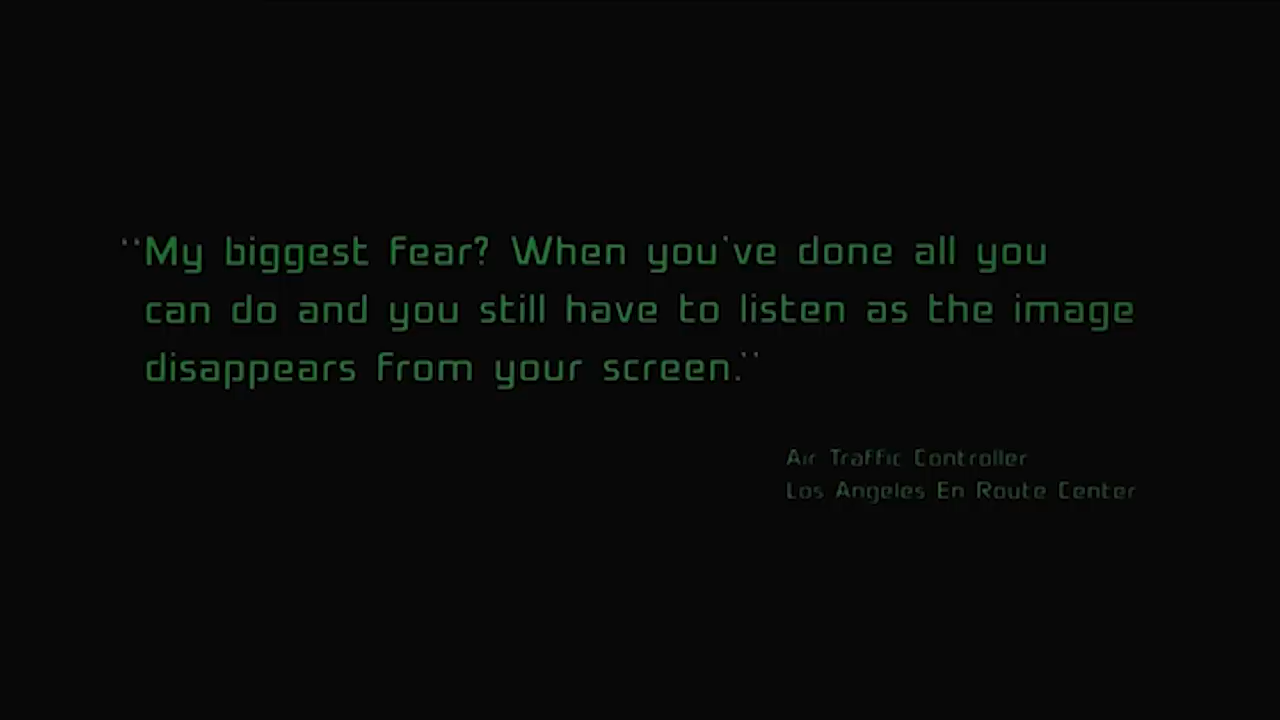 "My biggest fear? When you've done all you
can do and you still have to listen as the image
disappears from your screen."
Air Traffic Controller
Los Angeles En Route Center